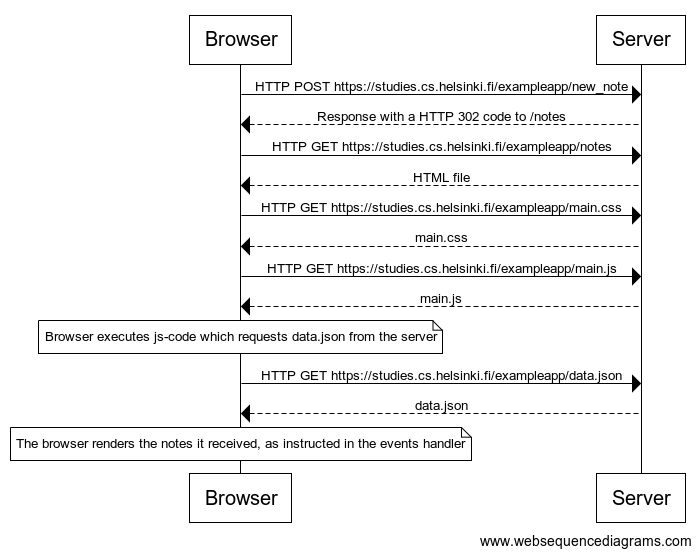 Browser
Server
HTTP POST https://studies.cs.helsinki.fi/exampleapp/new_note
Response with a HTTP 302 code to /notes
HTTP GET https://studies.cs.helsinki.fi/exampleapp/notes
HTML file
HTTP GET https://studies.cs.helsinki.fi/exampleapp/main.css
main.css
HTTP GET https://studies.cs.helsinki.fi/exampleapp/main.js
main.js
Browser executes js-code which requests data.json from the server
HTTP GET https://studies.cs.helsinki.fi/exampleapp/data.json
data.json
The browser renders the notes it received, as instructed in the events handler
Browser
Server
www.websequencediagrams.com